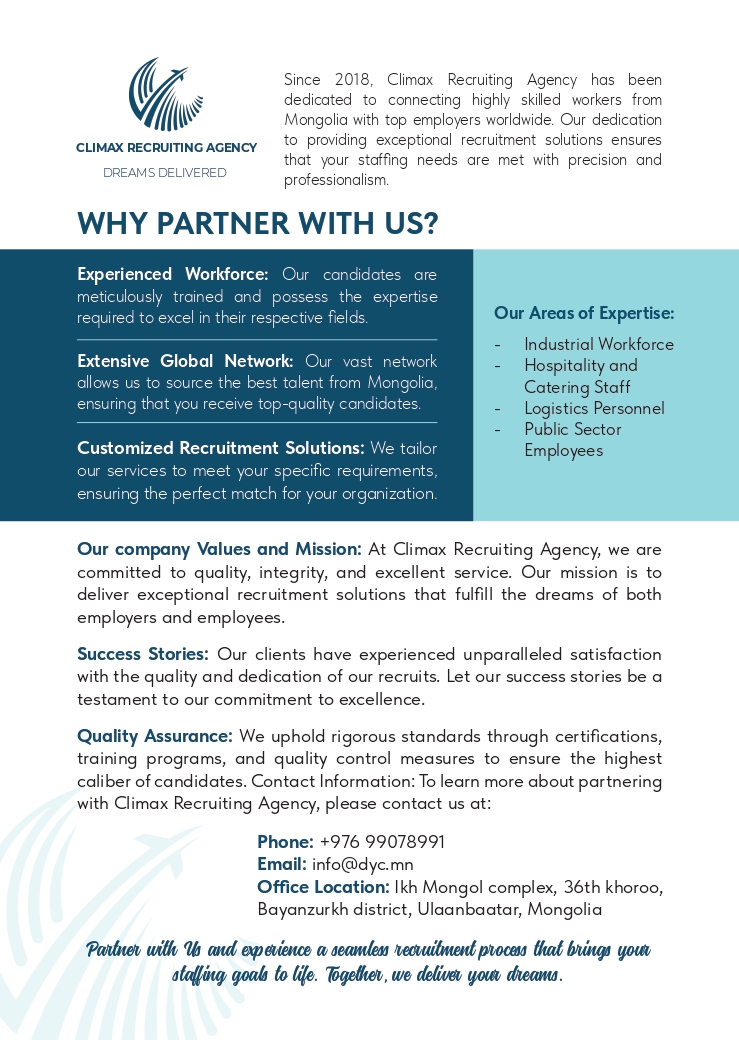 CLIMAX RECRUITING AGENCY
DREAMS DELIVERED
Since 2018, Climax Recruiting Agency has been
dedicated to connecting highly skilled workers from
Mongolia with top employers worldwide. Our dedication
to providing exceptional recruitment solutions ensures
that your staffing needs are met with precision and
professionalism.
WHY PARTNER WITH US?
Experienced Workforce: Our candidates are
meticulously trained and possess the expertise
required to excel in their respective fields.
Extensive Global Network: Our vast network
allows us to source the best talent from Mongolia,
ensuring that you receive top-quality candidates.
Customized Recruitment Solutions: We tailor
our services to meet your specific requirements,
ensuring the perfect match for your organization.
Our Areas of Expertise:
- Industrial Workforce
- Hospitality and
Catering Staff
- Logistics Personnel
- Public Sector
Employees
Our company Values and Mission: At Climax Recruiting Agency, we are
committed to quality, integrity, and excellent service. Our mission is to
deliver exceptional recruitment solutions that fulfill the dreams of both
employers and employees.
Success Stories: Our clients have experienced unparalleled satisfaction
with the quality and dedication of our recruits. Let our success stories be a
testament to our commitment to excellence.
Quality Assurance: We uphold rigorous standards through certifications,
training programs, and quality control measures to ensure the highest
caliber of candidates. Contact Information: To learn more about partnering
with Climax Recruiting Agency, please contact us at:
Phone: +976 99078991
Email: info@dyc.mn
Office Location: Ikh Mongol complex, 36th khoroo,
Bayanzurkh district, Ulaanbaatar, Mongolia
Partner with Us and experience a seamless recruitment process that brings your
staffing goals to life. Together, we deliver your dreams.